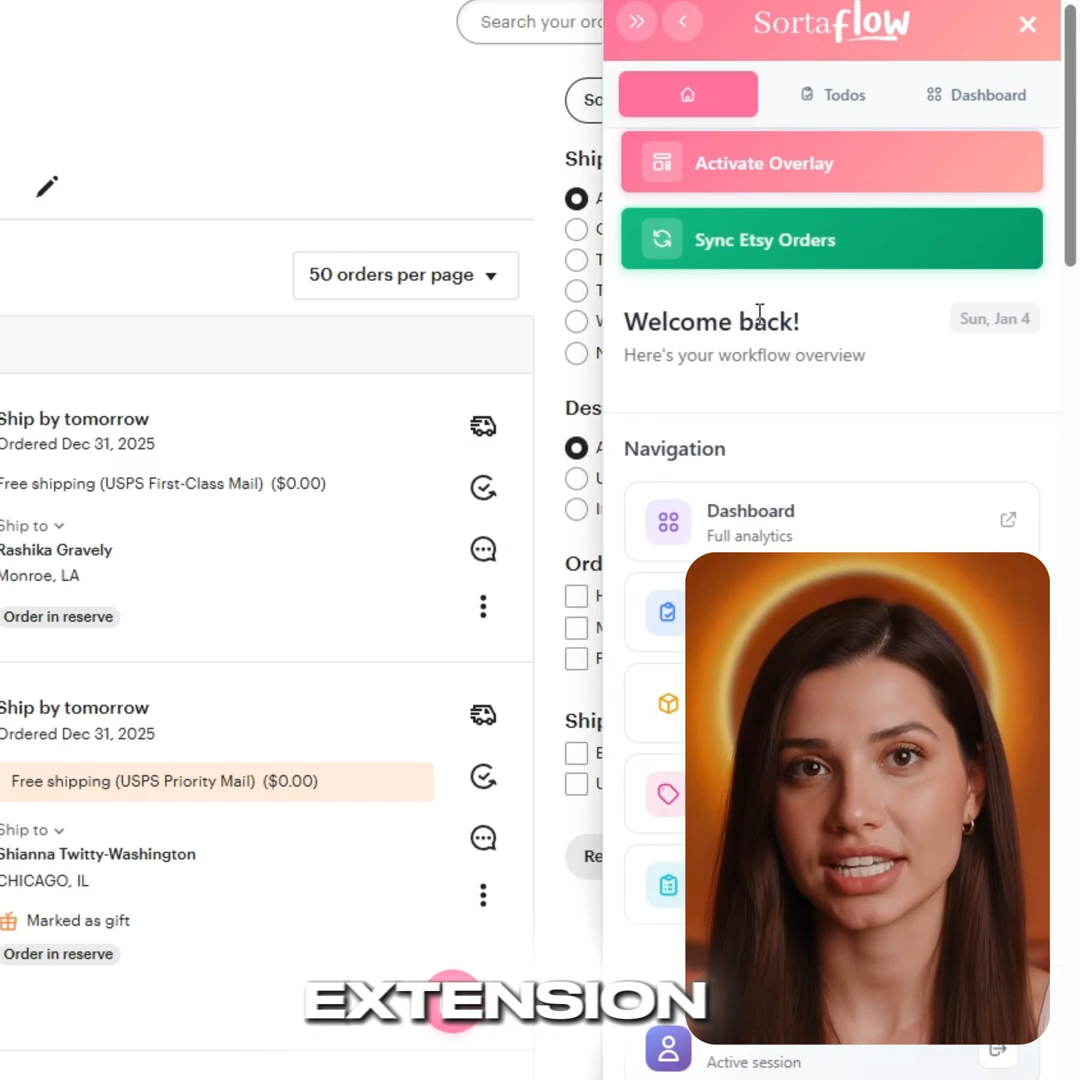 Search your or
50 orders per page
Ship by tomorrow
Ordered Dec 31, 2025
Free shipping (USPS First-Class Mail) ($0.00)
Ship to
Rashika Gravely
Monroe, LA
Order in reserve
Ship by tomorrow
Ordered Dec 31, 2025
Free shipping (USPS Priority Mail) ($0.00)
Ship to
Shianna Twitty-Washington
CHICAGO, IL
Marked as gift
Order in reserve
So
Ship
Des
Ord
Ship
Re
Sortaflow
Todos
Dashboard
Activate Overlay
Sync Etsy Orders
Welcome back!
Sun, Jan 4
Here's your workflow overview
Navigation
Dashboard
Full analytics
Active session
EXTENSION